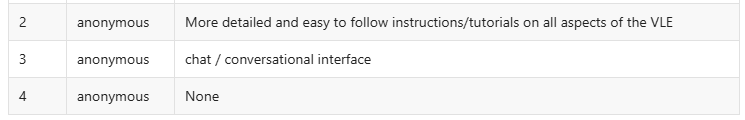 2 anonymous More detailed and easy to follow instructions/tutorials on all aspects of the VLE
3 anonymous chat / conversational interface
4 anonymous None